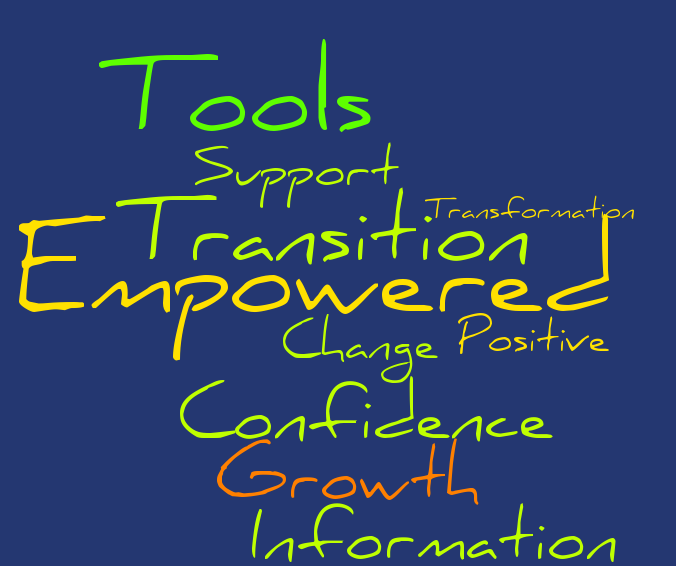 Tools
Support
Transformation
Transition
Empowered
Change Positive
Confidence
Growth
Information